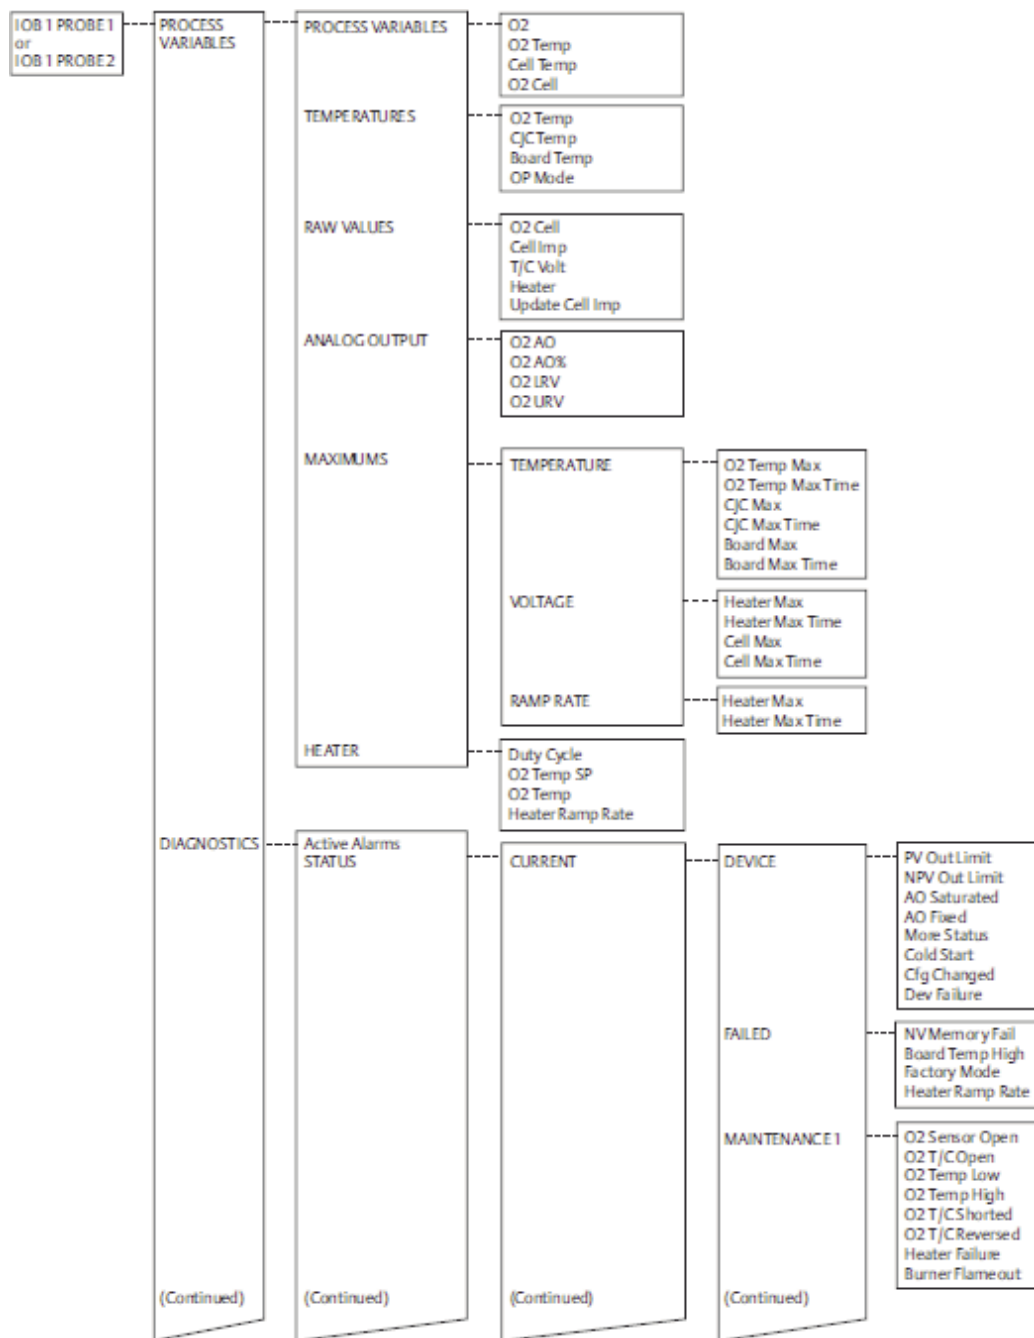 IOB 1 PROBE 1
or
IOB 1 PROBE 2
PROCESS
VARIABLES
PROCESS VARIABLES
O2
O2 Temp
Cell Temp
O2 Cell
TEMPERATURES
O2 Temp
CJC Temp
Board Temp
OP Mode
RAW VALUES
O2 Cell
Cell Imp
T/C Volt
Heater
Update Cell Imp
ANALOG OUTPUT
O2 AO
O2 AO%
O2 LRV
O2 URV
MAXIMUMS
TEMPERATURE
O2 Temp Max
O2 Temp Max Time
CJC Max
CJC Max Time
Board Max
Board Max Time
VOLTAGE
Heater Max
Heater Max Time
Cell Max
Cell Max Time
RAMP RATE
Heater Max
Heater Max Time
HEATER
Duty Cycle
O2 Temp SP
O2 Temp
Heater Ramp Rate
DIAGNOSTICS
Active Alarms
STATUS
CURRENT
DEVICE
PV Out Limit
NPV Out Limit
AO Saturated
AO Fixed
More Status
Cold Start
Cfg Changed
Dev Failure
FAILED
NV Memory Fail
Board Temp High
Factory Mode
Heater Ramp Rate
MAINTENANCE 1
O2 Sensor Open
O2 T/C Open
O2 Temp Low
O2 Temp High
O2 T/C Shorted
O2 T/C Reversed
Heater Failure
Burner Flameout
(Continued)
(Continued)
(Continued)
(Continued)